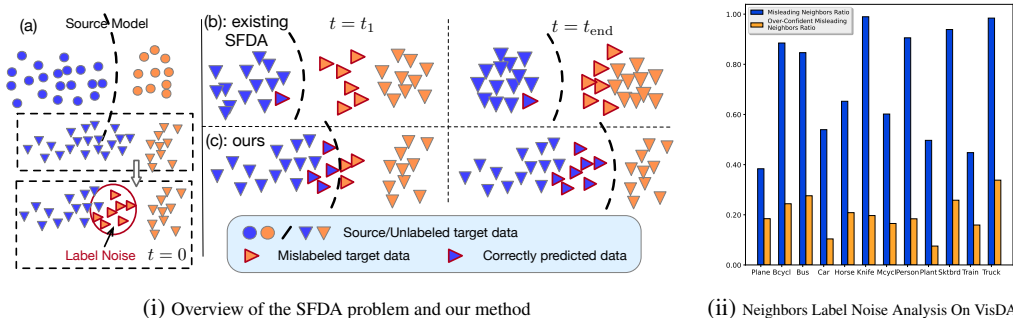 (a)
Source Model
t = 0
Label Noise
(b): existing
SFDA
t = t1
t = tend
(c): ours
Source/Unlabeled target data
Mislabeled target data
Correctly predicted data
(i) Overview of the SFDA problem and our method
Misleading Neighbors Ratio
Over-Confident Misleading
Neighbors Ratio
1.00
0.80
0.60
0.40
0.20
0.00
Plane Bcycl Bus Car Horse Knife Mcycl Person Plant Sktbrd Train Truck
(ii) Neighbors Label Noise Analysis On VisDA